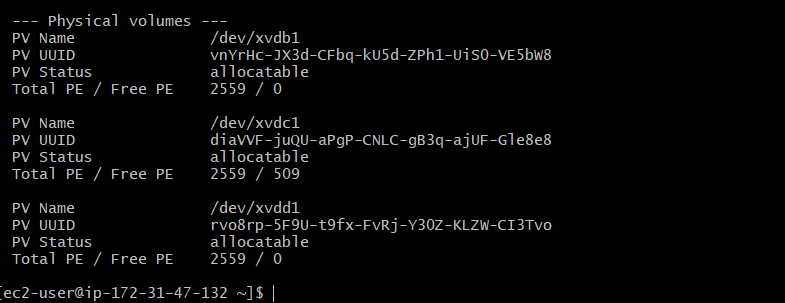 --- Physical volumes ---
PV Name               /dev/xvdb1
PV UUID               vnYrHc-JX3d-CFbq-kU5d-ZPh1-UiSO-VE5bW8
PV Status             allocatable
Total PE / Free PE    2559 / 0
PV Name               /dev/xvdc1
PV UUID               diaVVF-juQU-aPgP-CNLC-gB3q-ajUF-Gle8e8
PV Status             allocatable
Total PE / Free PE    2559 / 509
PV Name               /dev/xvdd1
PV UUID               rvo8rp-5F9U-t9fx-FvRj-Y3OZ-KLZW-CI3Tvo
PV Status             allocatable
Total PE / Free PE    2559 / 0
[ec2-user@ip-172-31-47-132 ~]$